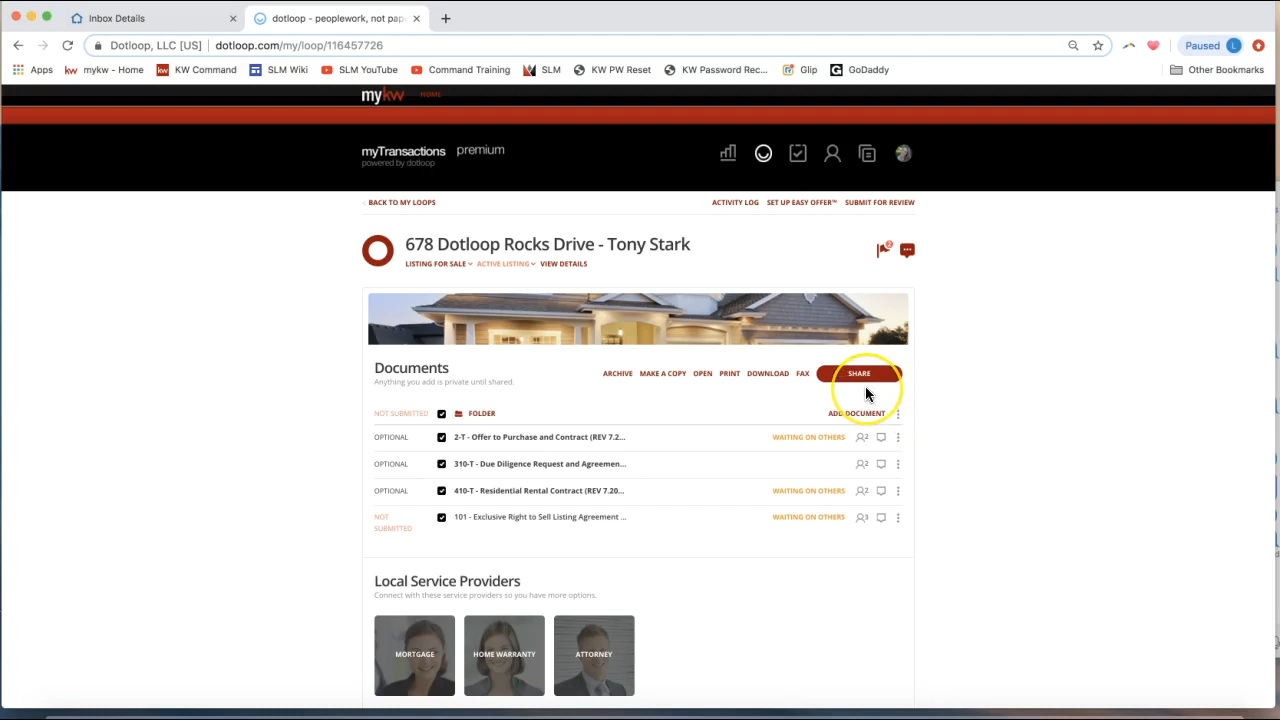 Inbox Details
dotloop - peoplework, not pap
Dotloop, LLC [US] dotloop.com/my/loop/116457726 Paused L
Apps mykw - Home KW Command SLM Wiki SLM YouTube Command Training SLM KW PW Reset KW Password Rec... Glip GoDaddy Other Bookmarks
mykw HOME
myTransactions premium
powered by dotloop
BACK TO MY LOOPS ACTIVITY LOG SET UP EASY OFFER™ SUBMIT FOR REVIEW
678 Dotloop Rocks Drive - Tony Stark
LISTING FOR SALE ACTIVE LISTING VIEW DETAILS
2
Documents ARCHIVE MAKE A COPY OPEN PRINT DOWNLOAD FAX SHARE
Anything you add is private until shared.
NOT SUBMITTED FOLDER ADD DOCUMENT
OPTIONAL 2-T - Offer to Purchase and Contract (REV 7.2... WAITING ON OTHERS 2
OPTIONAL 310-T - Due Diligence Request and Agreemen... 2
OPTIONAL 410-T - Residential Rental Contract (REV 7.20... WAITING ON OTHERS 2
NOT SUBMITTED 101 - Exclusive Right to Sell Listing Agreement ... WAITING ON OTHERS 3
Local Service Providers
Connect with these service providers so you have more options.
MORTGAGE HOME WARRANTY ATTORNEY